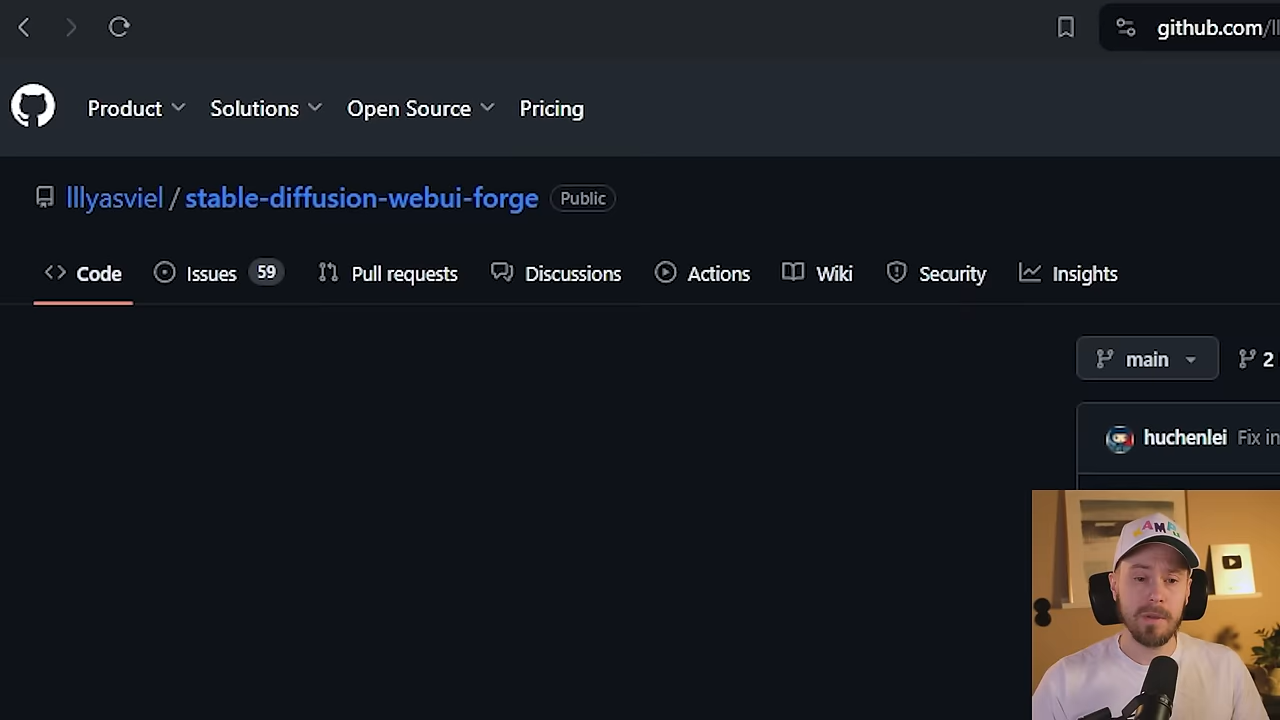 github.com/ll
Product Solutions Open Source Pricing
lllyasviel / stable-diffusion-webui-forge Public
Code Issues 59 Pull requests Discussions Actions Wiki Security Insights
main 2
huchenlei Fix in